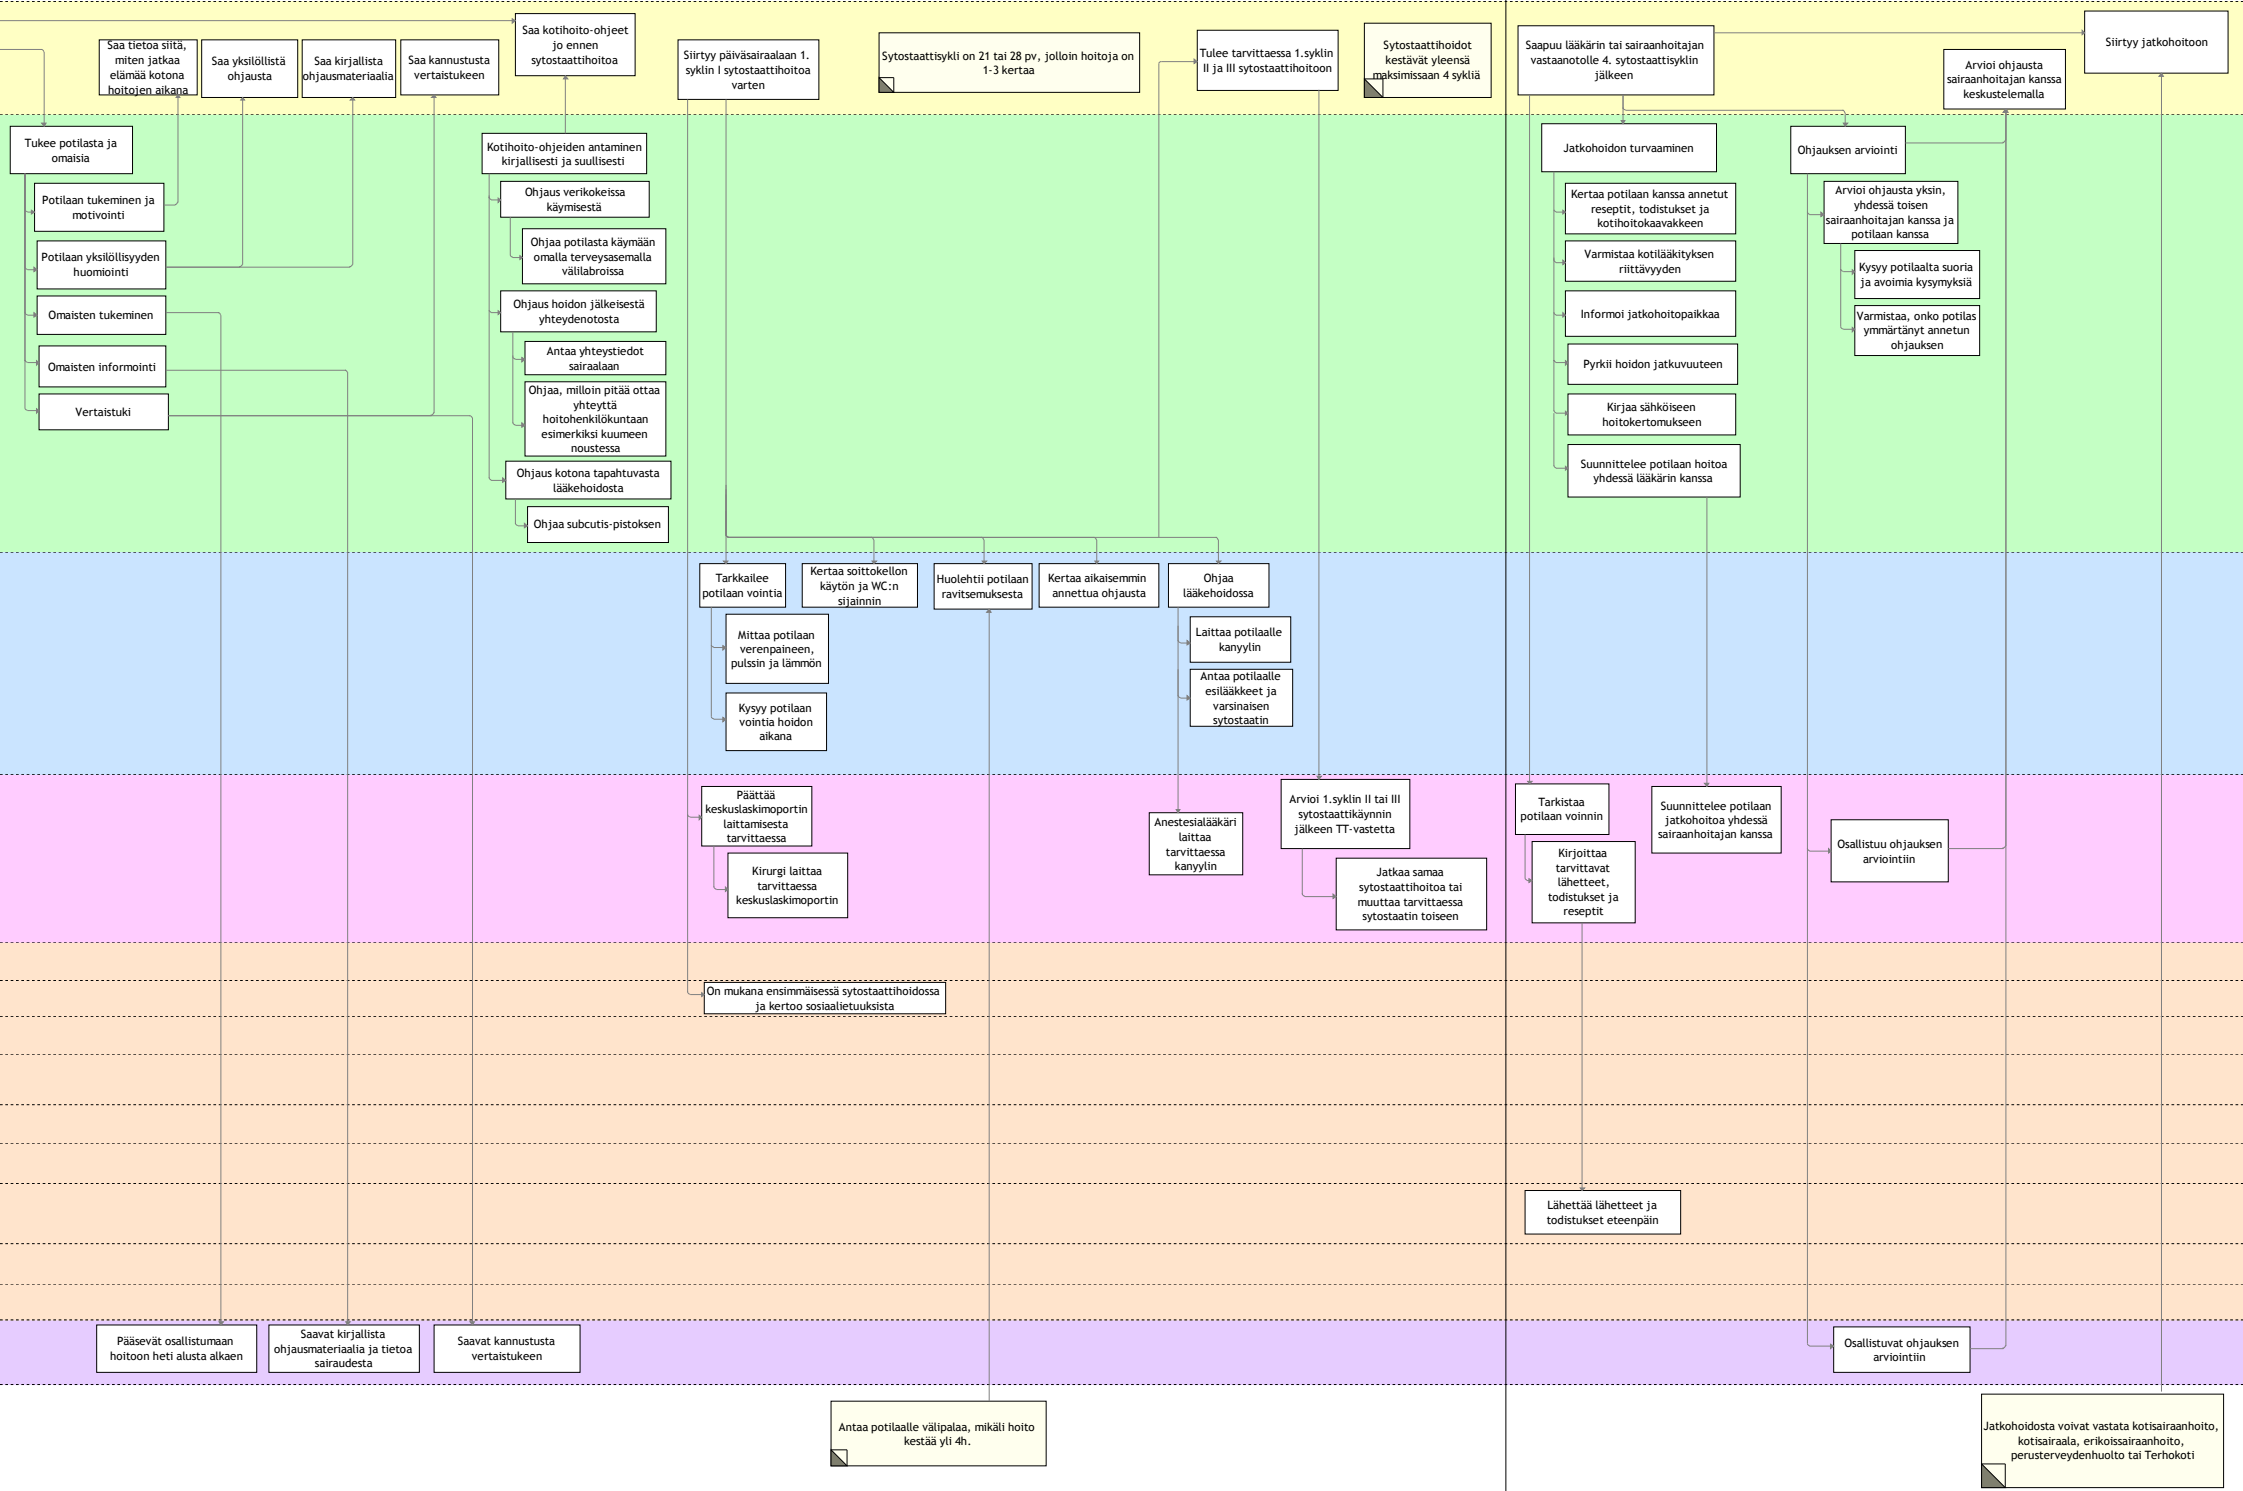 Saa kotihoito-ohjeet
jo ennen
sytostaattihoitoa
Saa tietoa siitä,
miten jatkaa
elämää kotona
hoitojen aikana
Saa yksilöllistä
ohjausta
Saa kirjallista
ohjausmateriaalia
Saa kannustusta
vertaistukeen
Siirtyy päiväsairaalaan 1.
syklin I sytostaattihoitoa
varten
Sytostaattisykli on 21 tai 28 pv, jolloin hoitoja on
1-3 kertaa
Tulee tarvittaessa 1.syklin
II ja III sytostaattihoitoon
Sytostaattihoidot
kestävät yleensä
maksimissaan 4 sykliä
Saapuu lääkärin tai sairaanhoitajan
vastaanotolle 4. sytostaattisyklin
jälkeen
Arvioi ohjausta
sairaanhoitajan kanssa
keskustelemalla
Siirtyy jatkohoitoon
Tukee potilasta ja
omaisia
Potilaan tukeminen ja
motivointi
Potilaan yksilöllisyyden
huomiointi
Omaisten tukeminen
Omaisten informointi
Vertaistuki
Kotihoito-ohjeiden antaminen
kirjallisesti ja suullisesti
Ohjaus verikokeissa
käymisestä
Ohjaa potilasta käymään
omalla terveysasemalla
välilabroissa
Ohjaus hoidon jälkeisestä
yhteydenotosta
Antaa yhteystiedot
sairaalaan
Ohjaa, milloin pitää ottaa
yhteyttä
hoitohenkilökuntaan
esimerkiksi kuumeen
noustessa
Ohjaus kotona tapahtuvasta
lääkehoidosta
Ohjaa subcutis-pistoksen
Jatkohoidon turvaaminen
Kertaa potilaan kanssa annetut
reseptit, todistukset ja
kotihoitokaavakkeen
Varmistaa kotilääkityksen
riittävyyden
Informoi jatkohoitopaikkaa
Pyrkii hoidon jatkuvuuteen
Kirjaa sähköiseen
hoitokertomukseen
Suunnittelee potilaan hoitoa
yhdessä lääkärin kanssa
Ohjauksen arviointi
Arvioi ohjausta yksin,
yhdessä toisen
sairaanhoitajan kanssa ja
potilaan kanssa
Kysyy potilaalta suoria
ja avoimia kysymyksiä
Varmistaa, onko potilas
ymmärtänyt annetun
ohjauksen
Tarkkailee
potilaan vointia
Mittaa potilaan
verenpaineen,
pulssin ja lämmön
Kysyy potilaan
vointia hoidon
aikana
Kertaa soittokellon
käytön ja WC:n
sijainnin
Huolehtii potilaan
ravitsemuksesta
Kertaa aikaisemmin
annettua ohjausta
Ohjaa
lääkehoidossa
Laittaa potilaalle
kanyylin
Antaa potilaalle
esilääkkeet ja
varsinaisen
sytostaatin
Päättää
keskuslaskimoportin
laittamisesta
tarvittaessa
Kirurgi laittaa
tarvittaessa
keskuslaskimoportin
Anestesialääkäri
laittaa
tarvittaessa
kanyylin
Arvioi 1.syklin II tai III
sytostaattikäynnin
jälkeen TT-vastetta
Jatkaa samaa
sytostaattihoitoa tai
muuttaa tarvittaessa
sytostaatin toiseen
Tarkistaa
potilaan voinnin
Kirjoittaa
tarvittavat
lähetteet,
todistukset ja
reseptit
Suunnittelee potilaan
jatkohoitoa yhdessä
sairaanhoitajan kanssa
Osallistuu ohjauksen
arviointiin
On mukana ensimmäisessä sytostaattihoidossa
ja kertoo sosiaalietuuksista
Lähettää lähetteet ja
todistukset eteenpäin
Pääsevät osallistumaan
hoitoon heti alusta alkaen
Saavat kirjallista
ohjausmateriaalia ja tietoa
sairaudesta
Saavat kannustusta
vertaistukeen
Osallistuvat ohjauksen
arviointiin
Antaa potilaalle välipalaa, mikäli hoito
kestää yli 4h.
Jatkohoidosta voivat vastata kotisairaanhoito,
kotisairaala, erikoissairaanhoito,
perusterveydenhuolto tai Terhokoti